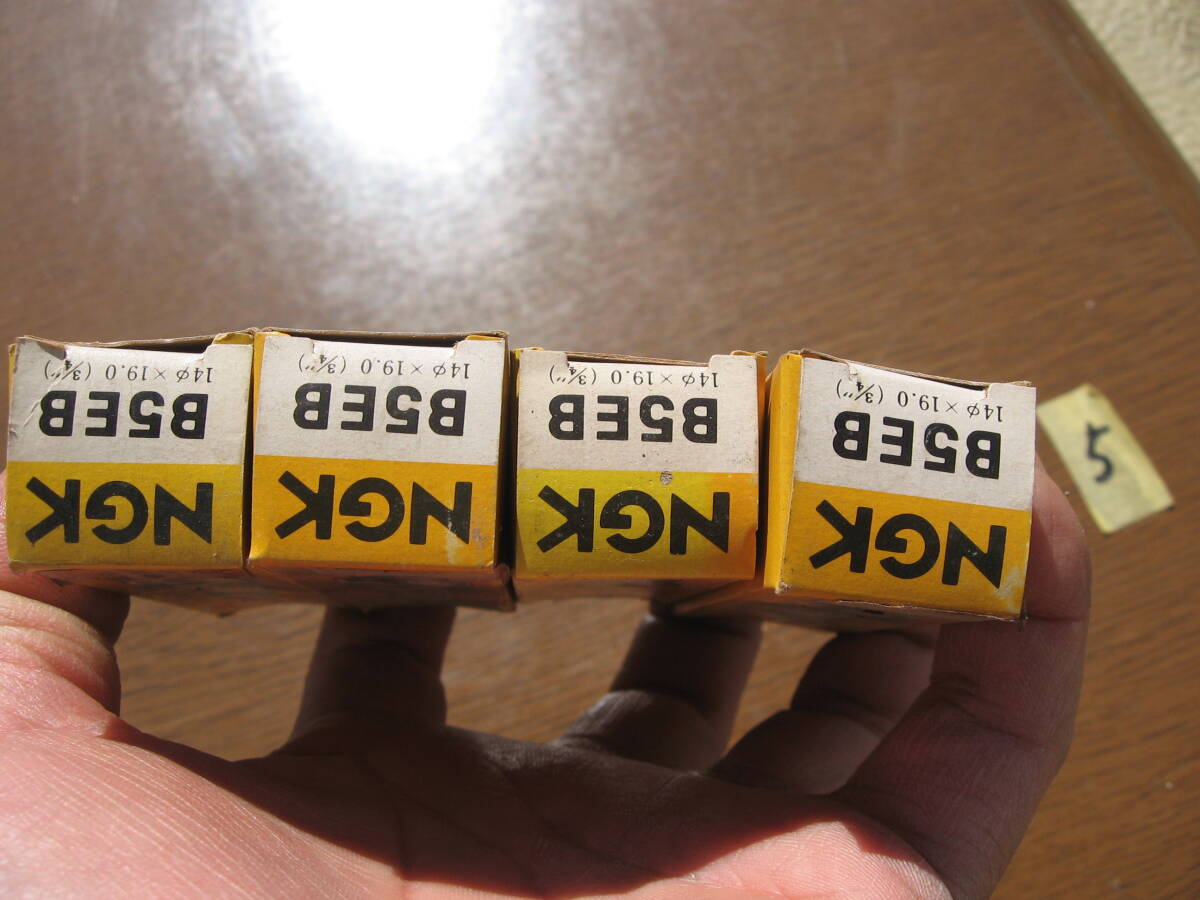 NGK
B5EB
14φ × 19.0 (3/4")
NGK
B5EB
14φ × 19.0 (3/4")
NGK
B5EB
14φ × 19.0 (3/4")
NGK
B5EB
14φ × 19.0 (3/4")
5